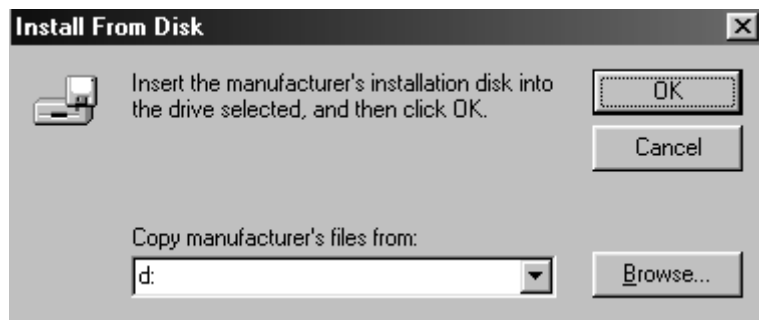 Install From Disk
Insert the manufacturer's installation disk into
the drive selected, and then click OK.
OK
Cancel
Copy manufacturer's files from:
d:
Browse...